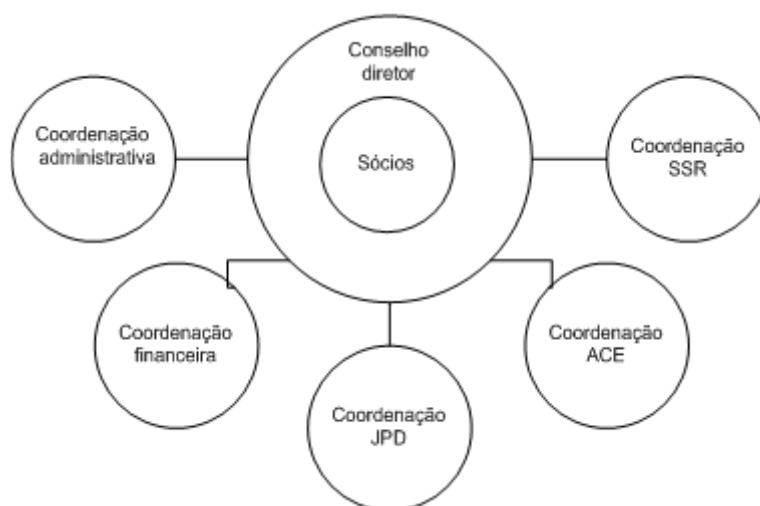 Conselho
diretor
Sócios
Coordenação
administrativa
Coordenação
SSR
Coordenação
financeira
Coordenação
ACE
Coordenação
JPD